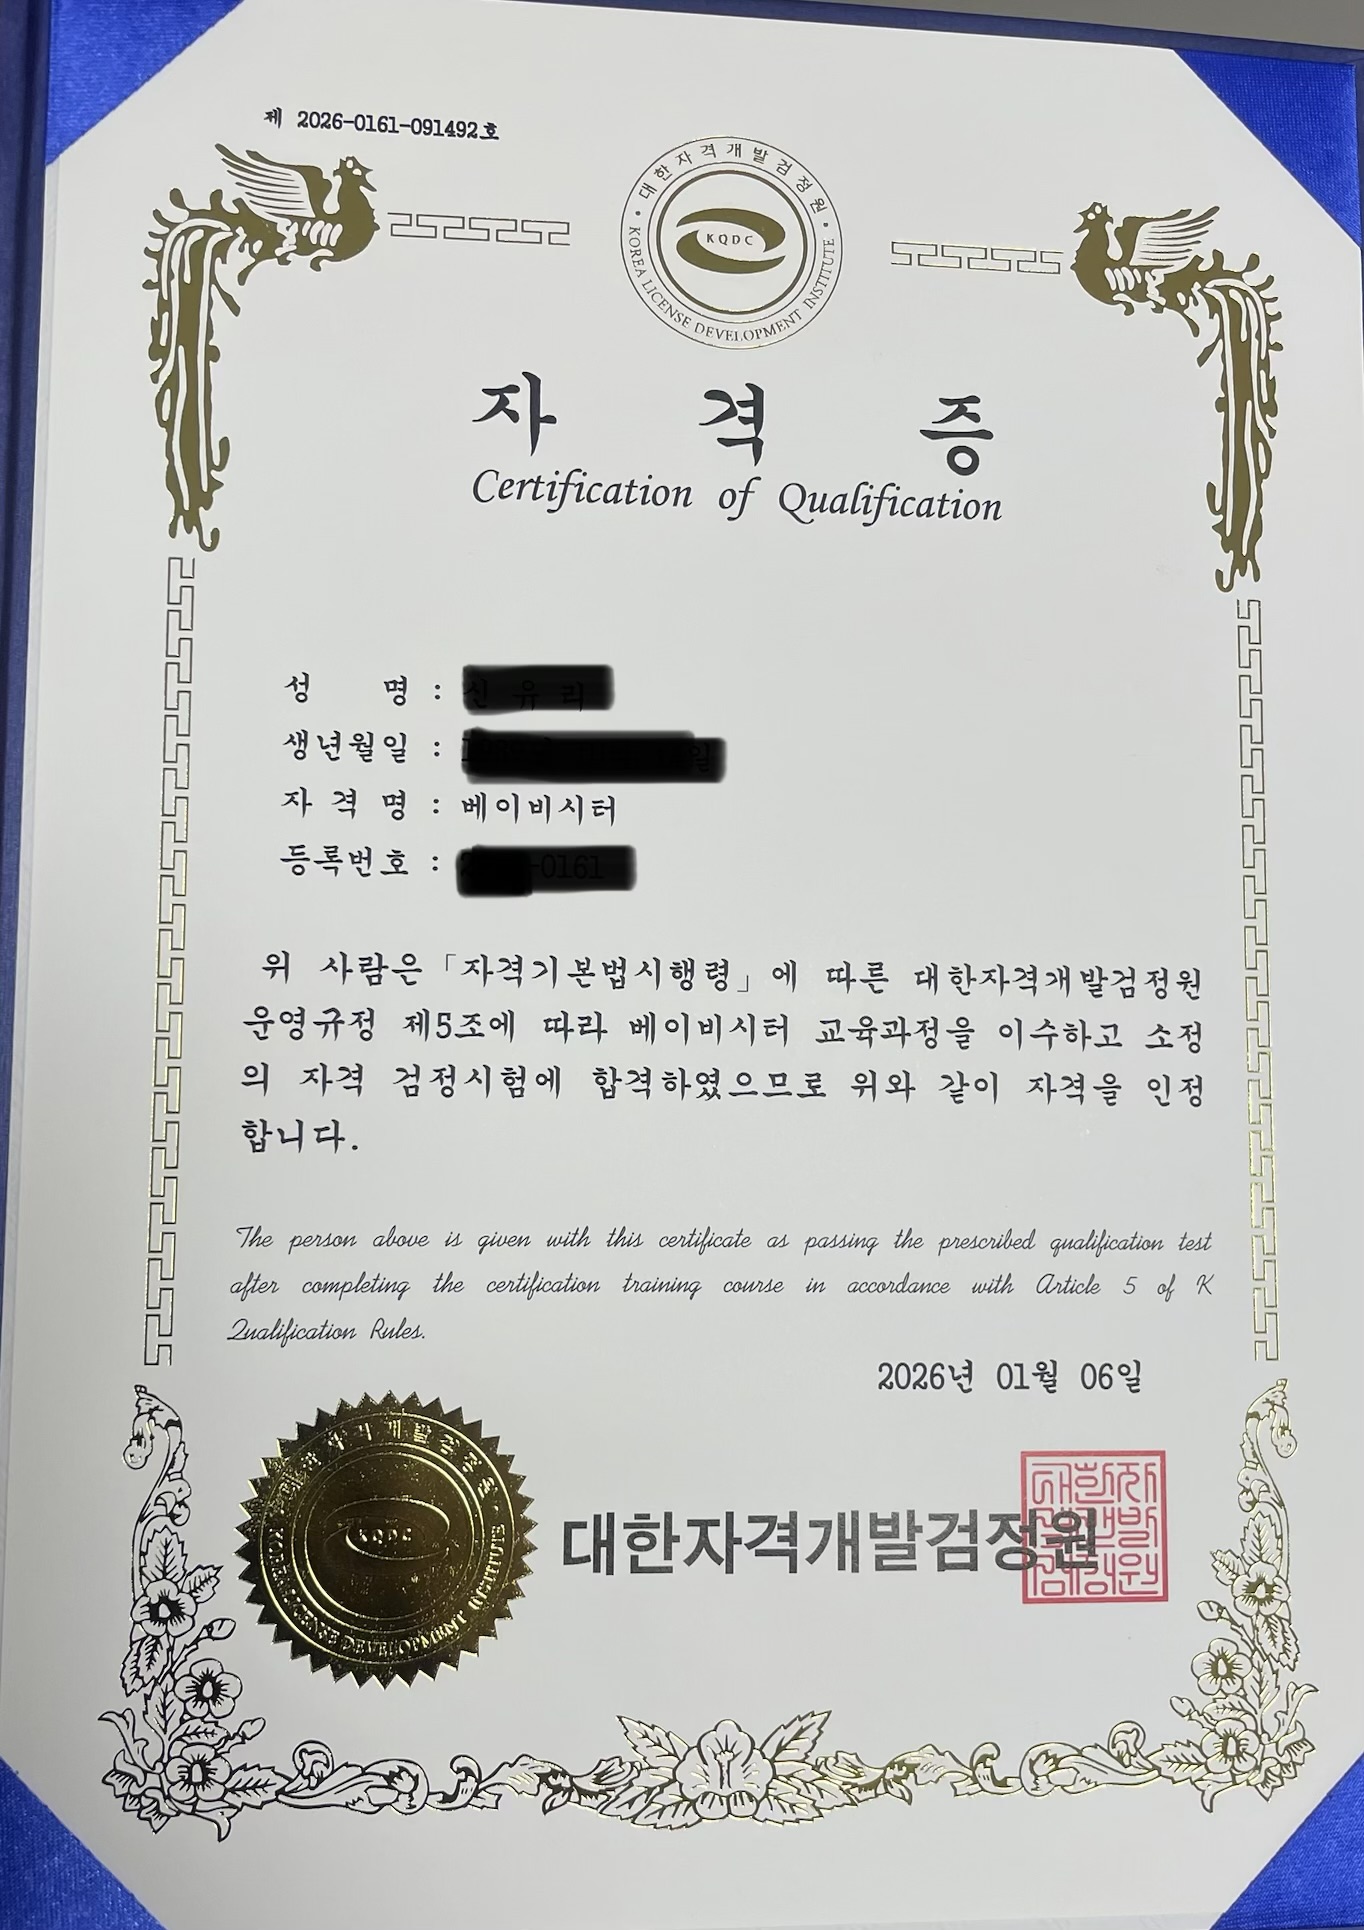 제 2026-0161-091492호
대한자격개발검정원
KQDC
KOREA LICENSE DEVELOPMENT INSTITUTE
자 격 증
Certification of Qualification
성 명 :
생년월일 :
자 격 명 : 베이비시터
등록번호 :
위 사람은 「자격기본법시행령」에 따른 대한자격개발검정원
운영규정 제5조에 따라 베이비시터 교육과정을 이수하고 소정
의 자격 검정시험에 합격하였으므로 위와 같이 자격을 인정
합니다.
The person above is given with this certificate as passing the prescribed qualification test
after completing the certification training course in accordance with Article 5 of K
Qualification Rules.
2026년 01월 06일
KQDC
대한자격개발검정원